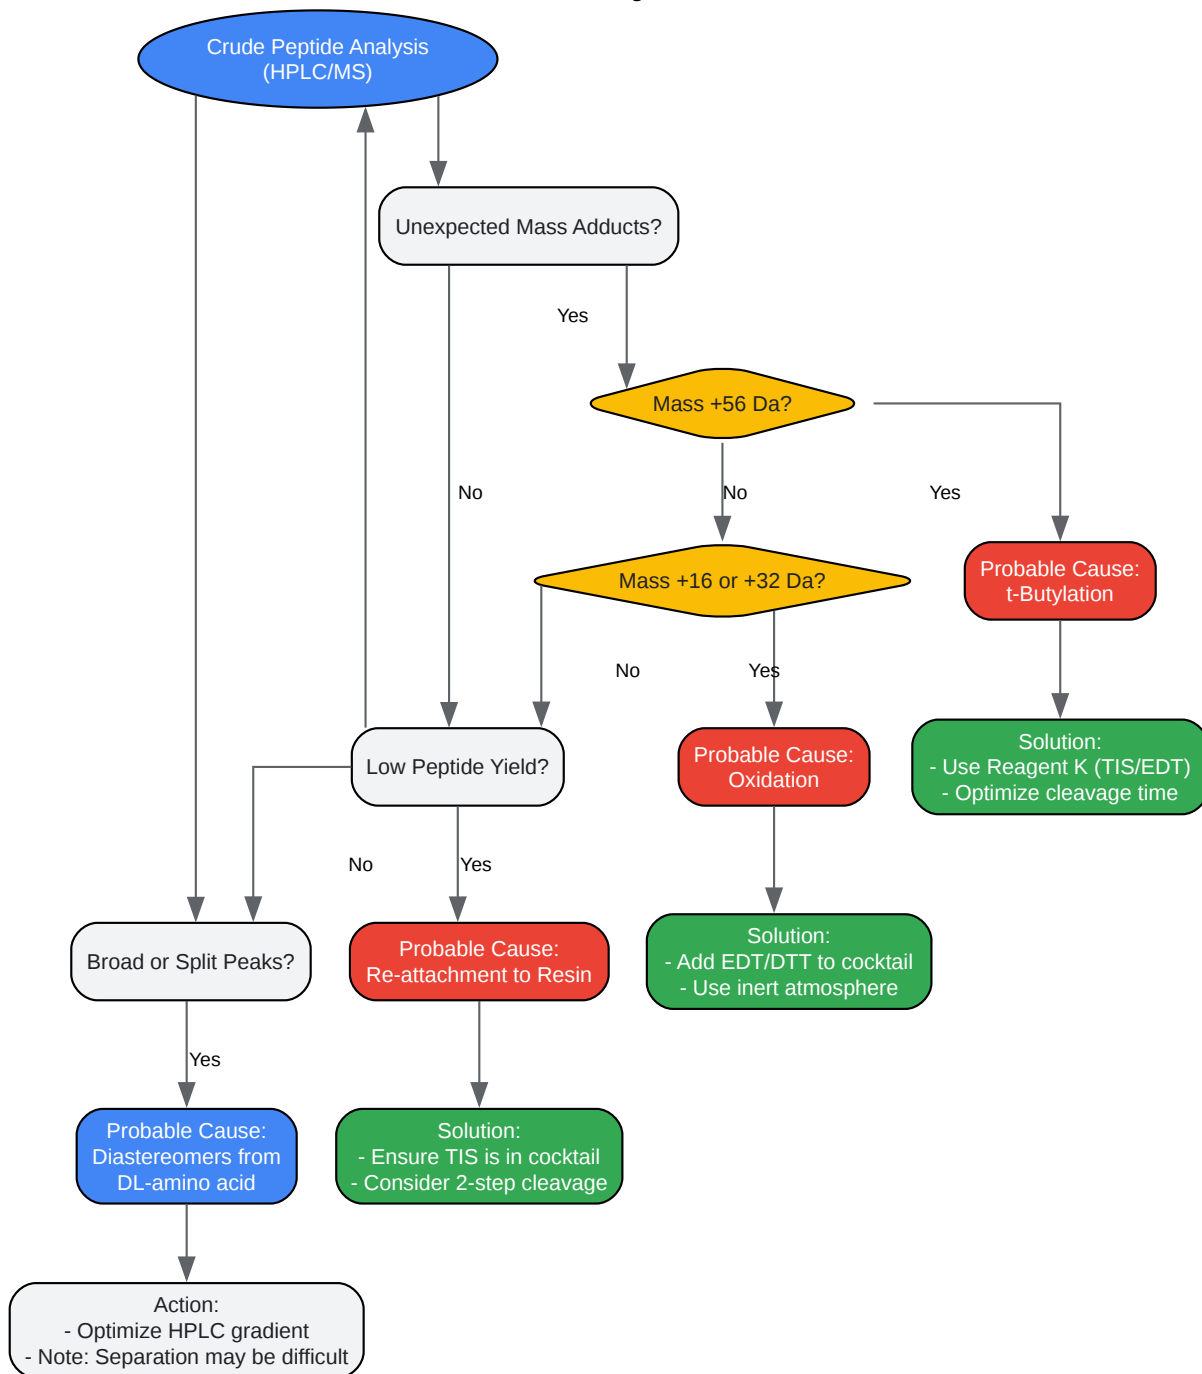 Crude Peptide Analysis
(HPLC/MS)
Unexpected Mass Adducts?
Yes
Mass +56 Da?
No
No
Yes
Mass +16 or +32 Da?
Probable Cause:
t-Butylation
No
Yes
Low Peptide Yield?
Probable Cause:
Oxidation
Solution:
- Use Reagent K (TIS/EDT)
- Optimize cleavage time
No
Yes
Broad or Split Peaks?
Probable Cause:
Re-attachment to Resin
Solution:
- Add EDT/DTT to cocktail
- Use inert atmosphere
Yes
Probable Cause:
Diastereomers from
DL-amino acid
Solution:
- Ensure TIS is in cocktail
- Consider 2-step cleavage
Action:
- Optimize HPLC gradient
- Note: Separation may be difficult